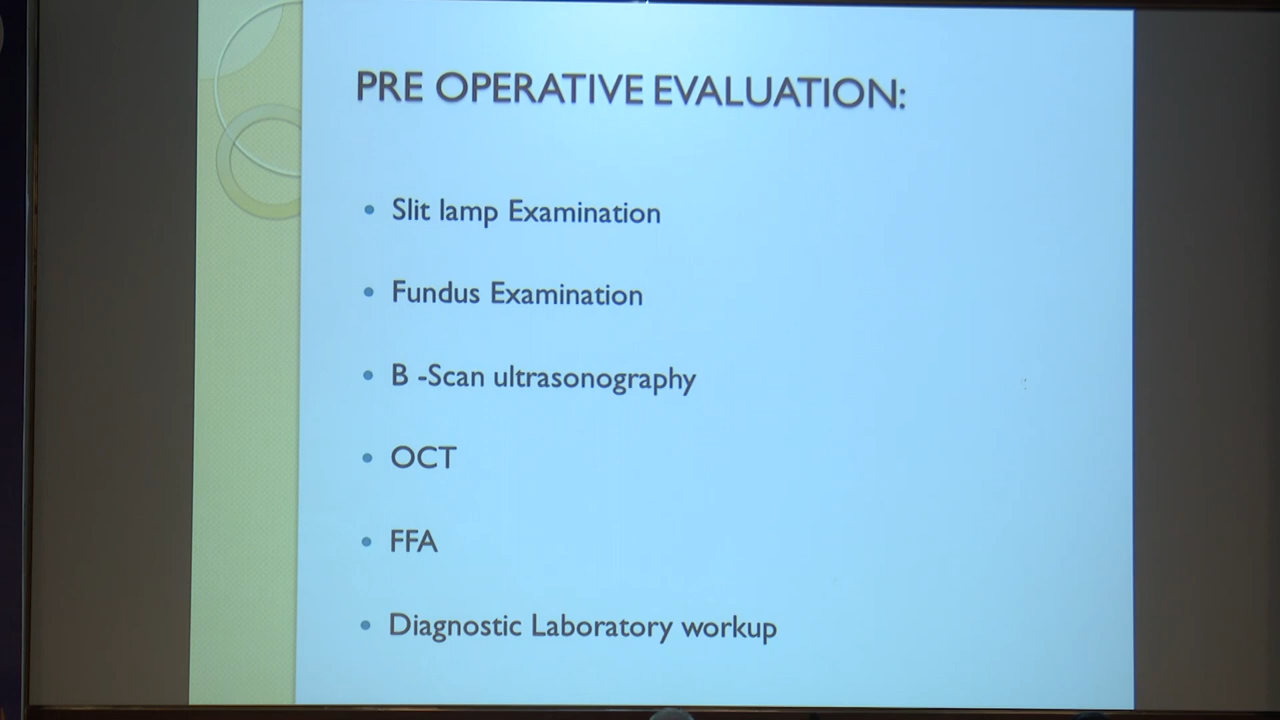 PRE OPERATIVE EVALUATION:
• Slit lamp Examination
• Fundus Examination
• B -Scan ultrasonography
• OCT
• FFA
• Diagnostic Laboratory workup